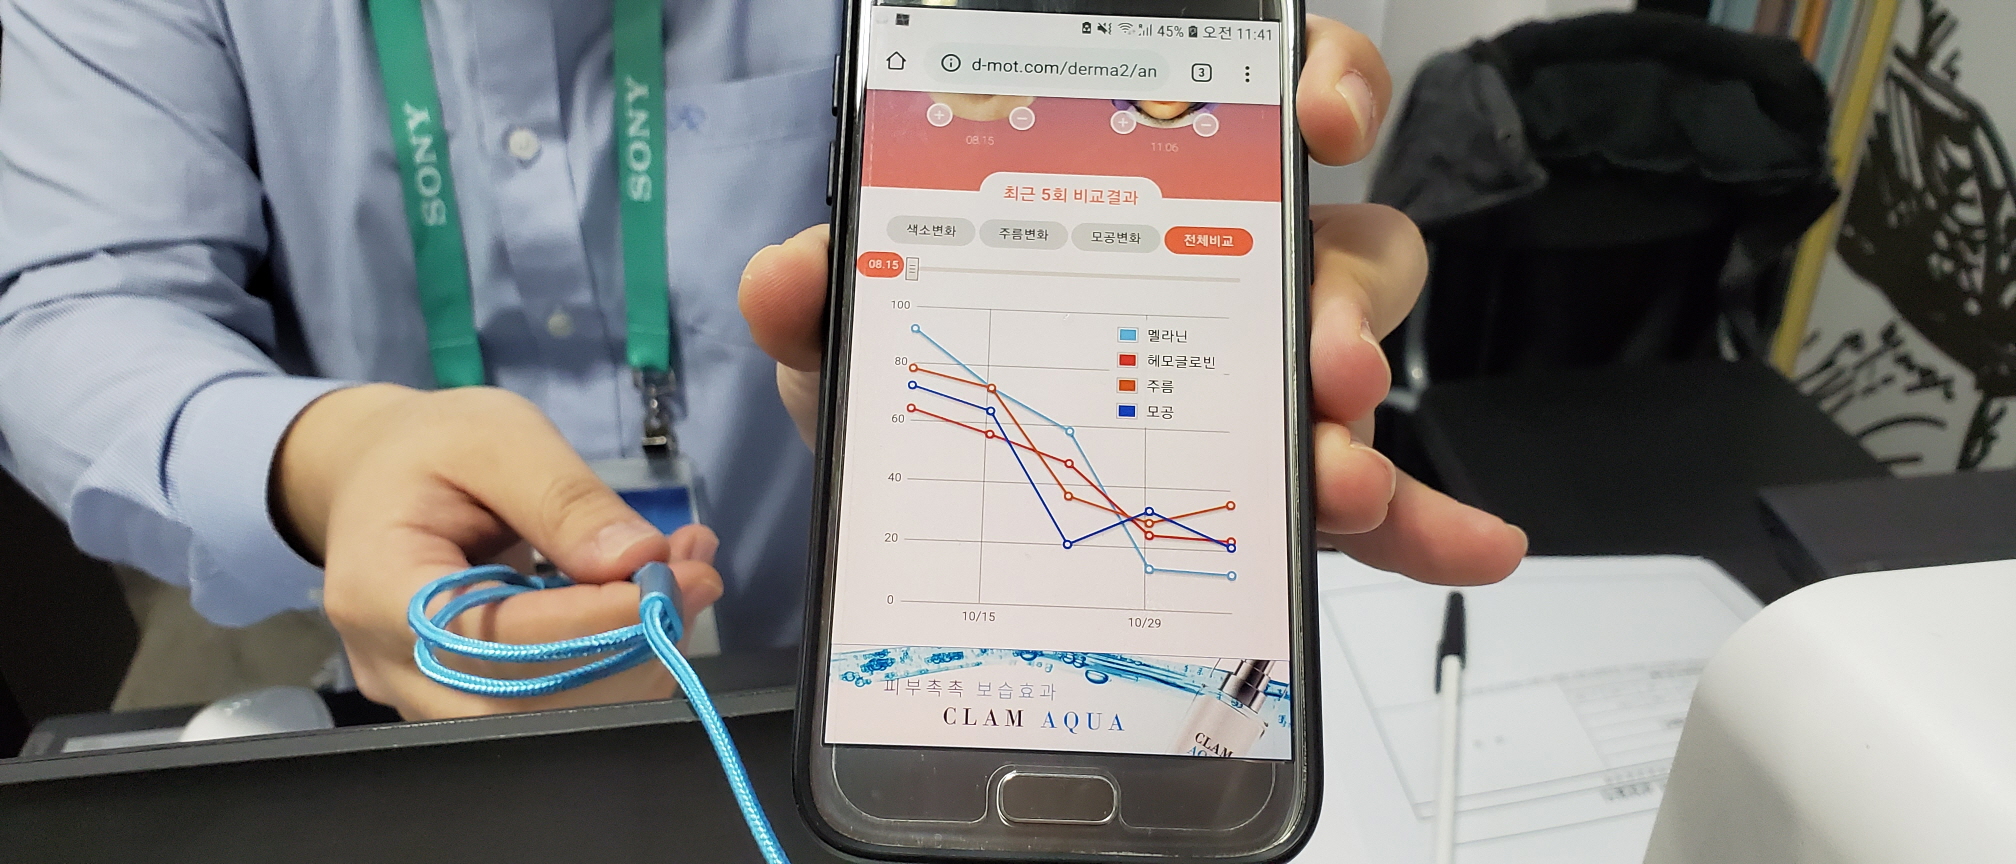 SONY
SONY
45% 오전 11:41
d-mot.com/derma2/an
3
08.15
11.06
최근 5회 비교결과
색소변화 주름변화 모공변화 전체비교
08.15
100
80
60
40
20
0
멜라닌
헤모글로빈
주름
모공
10/15 10/29
피부촉촉 보습효과
CLAM AQUA
CLAM
AQ